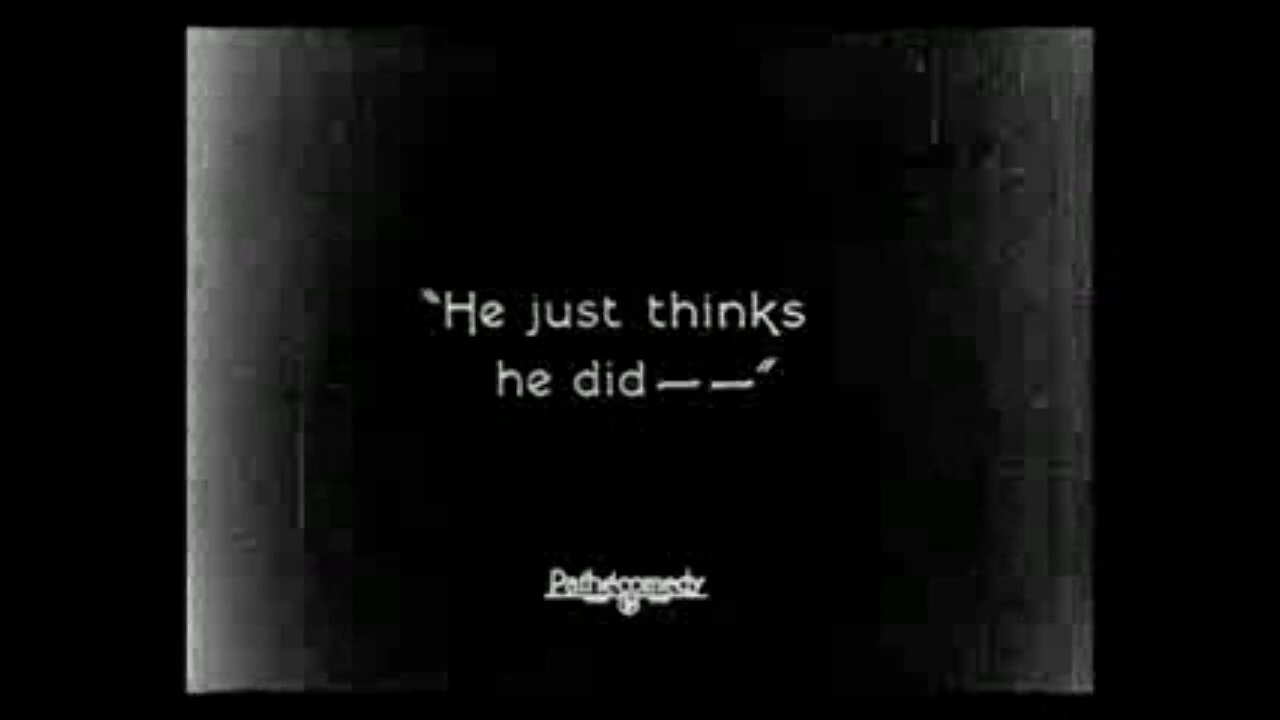 "He just thinks
he did — —"
Pathécomedy